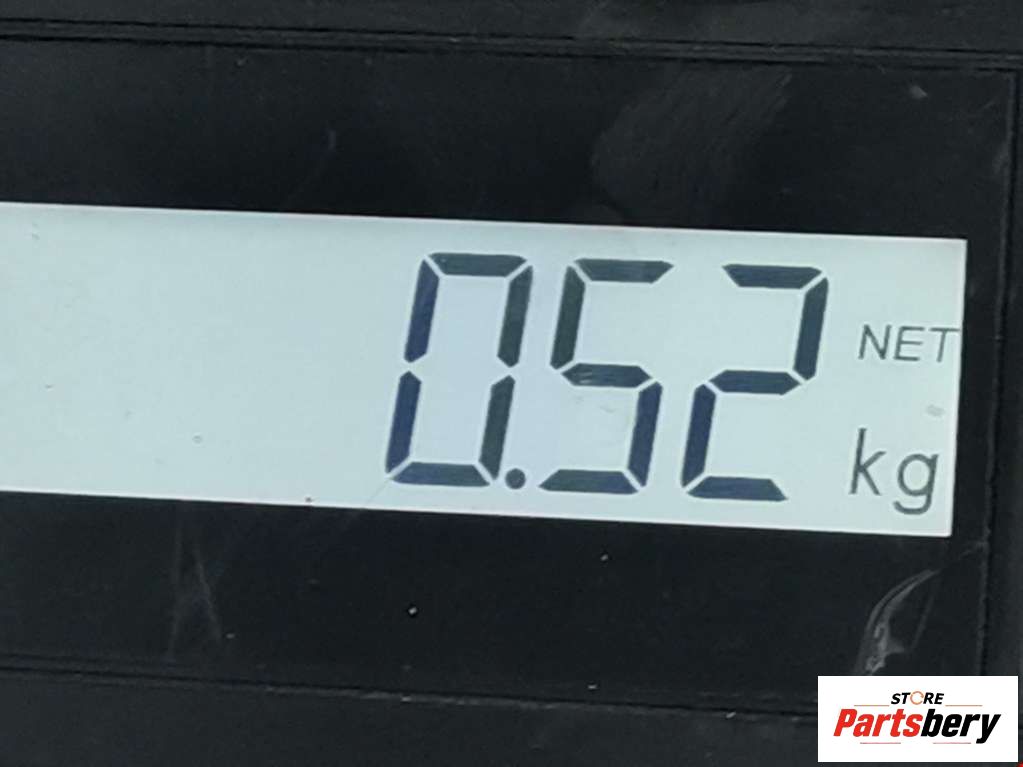 0.52 NET
kg
STORE
Partsbery